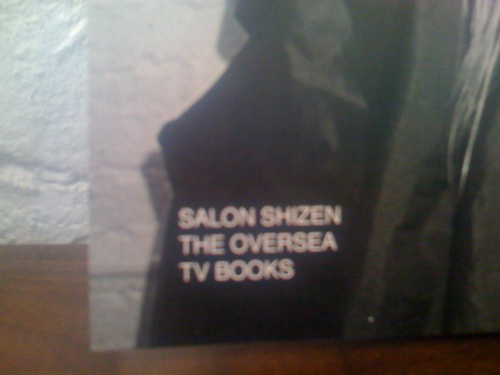 SALON SHIZEN
THE OVERSEA
TV BOOKS